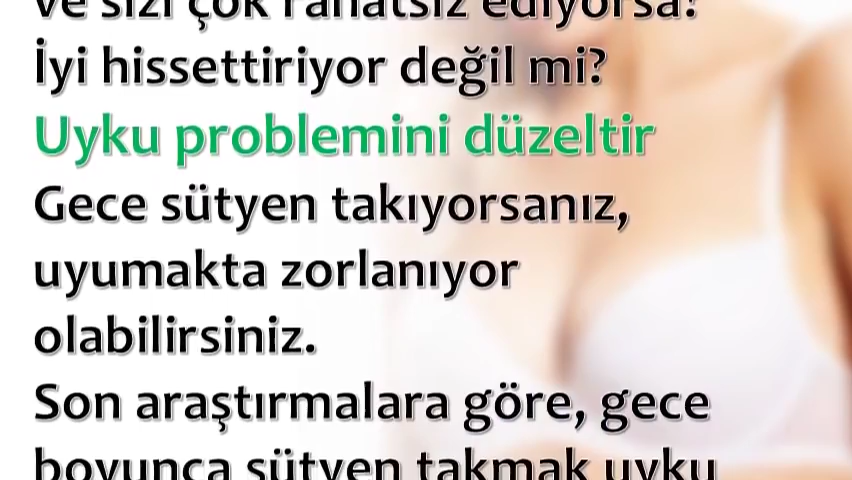 ve sizi çok rahatsız ediyorsa?
İyi hissettiriyor değil mi?
Uyku problemini düzeltir
Gece sütyen takıyorsanız,
uyumakta zorlanıyor
olabilirsiniz.
Son araştırmalara göre, gece
boyunca sütyen takmak uyku